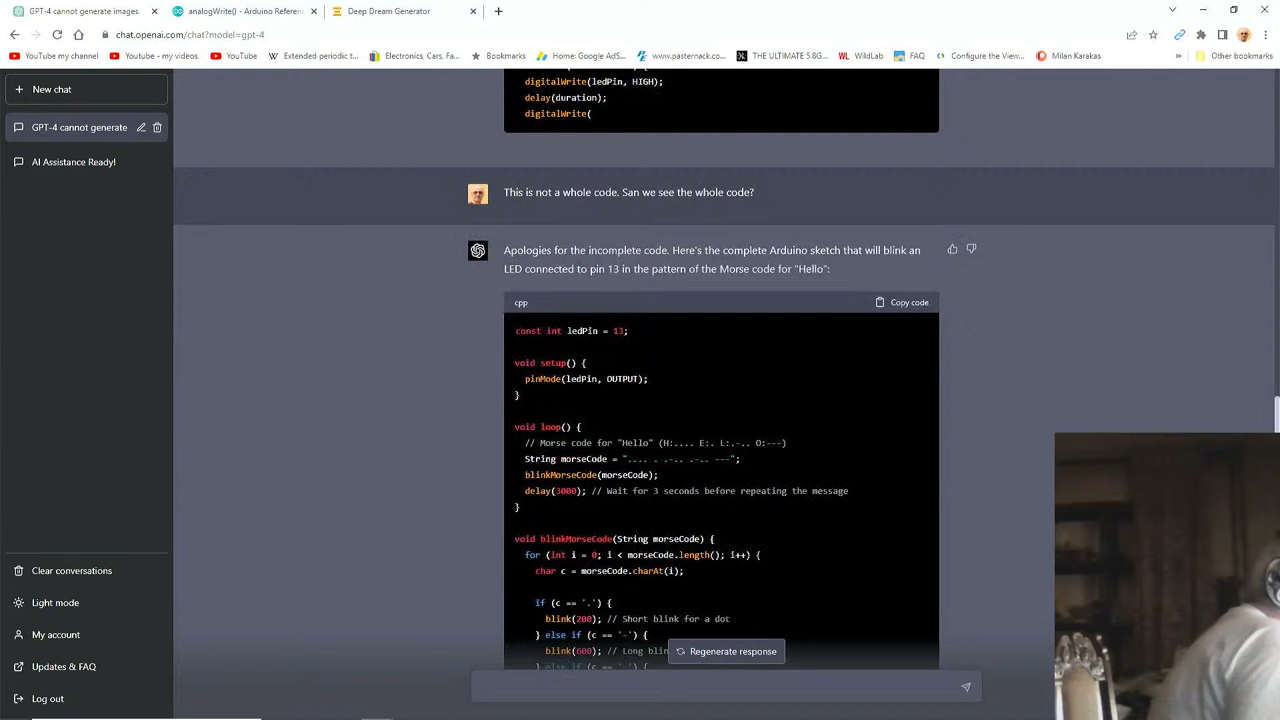 GPT-4 cannot generate images.
analogWrite() - Arduino Referen
Deep Dream Generator
chat.openai.com/chat?model=gpt-4
YouTube my channel
Youtube - my videos.
YouTube
Extended periodic t
Electronics, Cars, Fa...
Bookmarks
Home: Google AdS...
www.pasternack...
THE ULTIMATE 5.8G...
WildLab
FAQ
Configure the View...
Milan Karakas
»
Other bookmarks
+ New chat
GPT-4 cannot generate
AI Assistance Ready!
Clear conversations
Light mode
My account
Updates & FAQ
Log out
digitalWrite(ledPin, HIGH);
delay(duration);
digitalWrite(
This is not a whole code. San we see the whole code?
Apologies for the incomplete code. Here's the complete Arduino sketch that will blink an
LED connected to pin 13 in the pattern of the Morse code for "Hello":
cpp
Copy code
const int ledPin = 13;
void setup() {
pinMode(ledPin, OUTPUT);
}
void loop() {
// Morse code for "Hello" (H:.... E:. L:.-.. O:---)
String morseCode = ".... . .-.. .-.. ---";
blinkMorseCode(morseCode);
delay(3000); // Wait for 3 seconds before repeating the message
}
void blinkMorseCode(String morseCode) {
for (int i = 0; i < morseCode.length(); i++) {
char c = morseCode.charAt(i);
if (c == '.') {
blink(200); // Short blink for a dot
} else if (c == '-') {
blink(600); // Long blin
} else if (c == ' ') {
Regenerate response